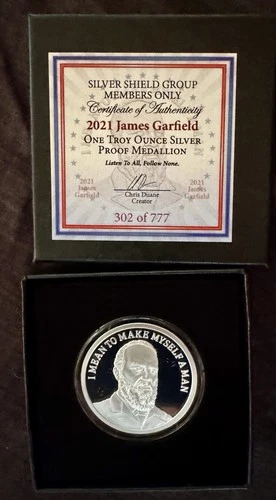 SILVER SHIELD GROUP
MEMBERS ONLY
Certificate of Authenticity
2021 James Garfield
ONE TROY OUNCE SILVER
PROOF MEDALLION
Listen To All, Follow None.
2021
James
Garfield
Chris Duane
Creator
2021
James
Garfield
302 of 777
I MEAN TO MAKE MYSELF A MAN